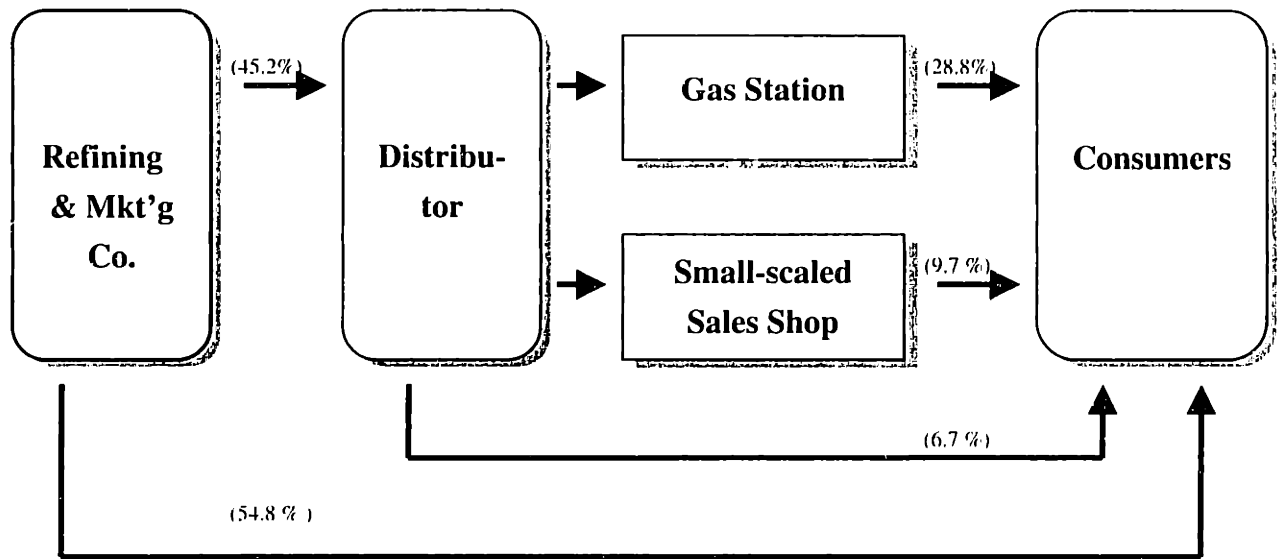 (45.2%)
(28.8%)
Gas Station
Refining
& Mkt'g
Co.
Distribu-
tor
Consumers
Small-scaled
Sales Shop
(9.7 %)
(6.7 %)
(54.8 % )